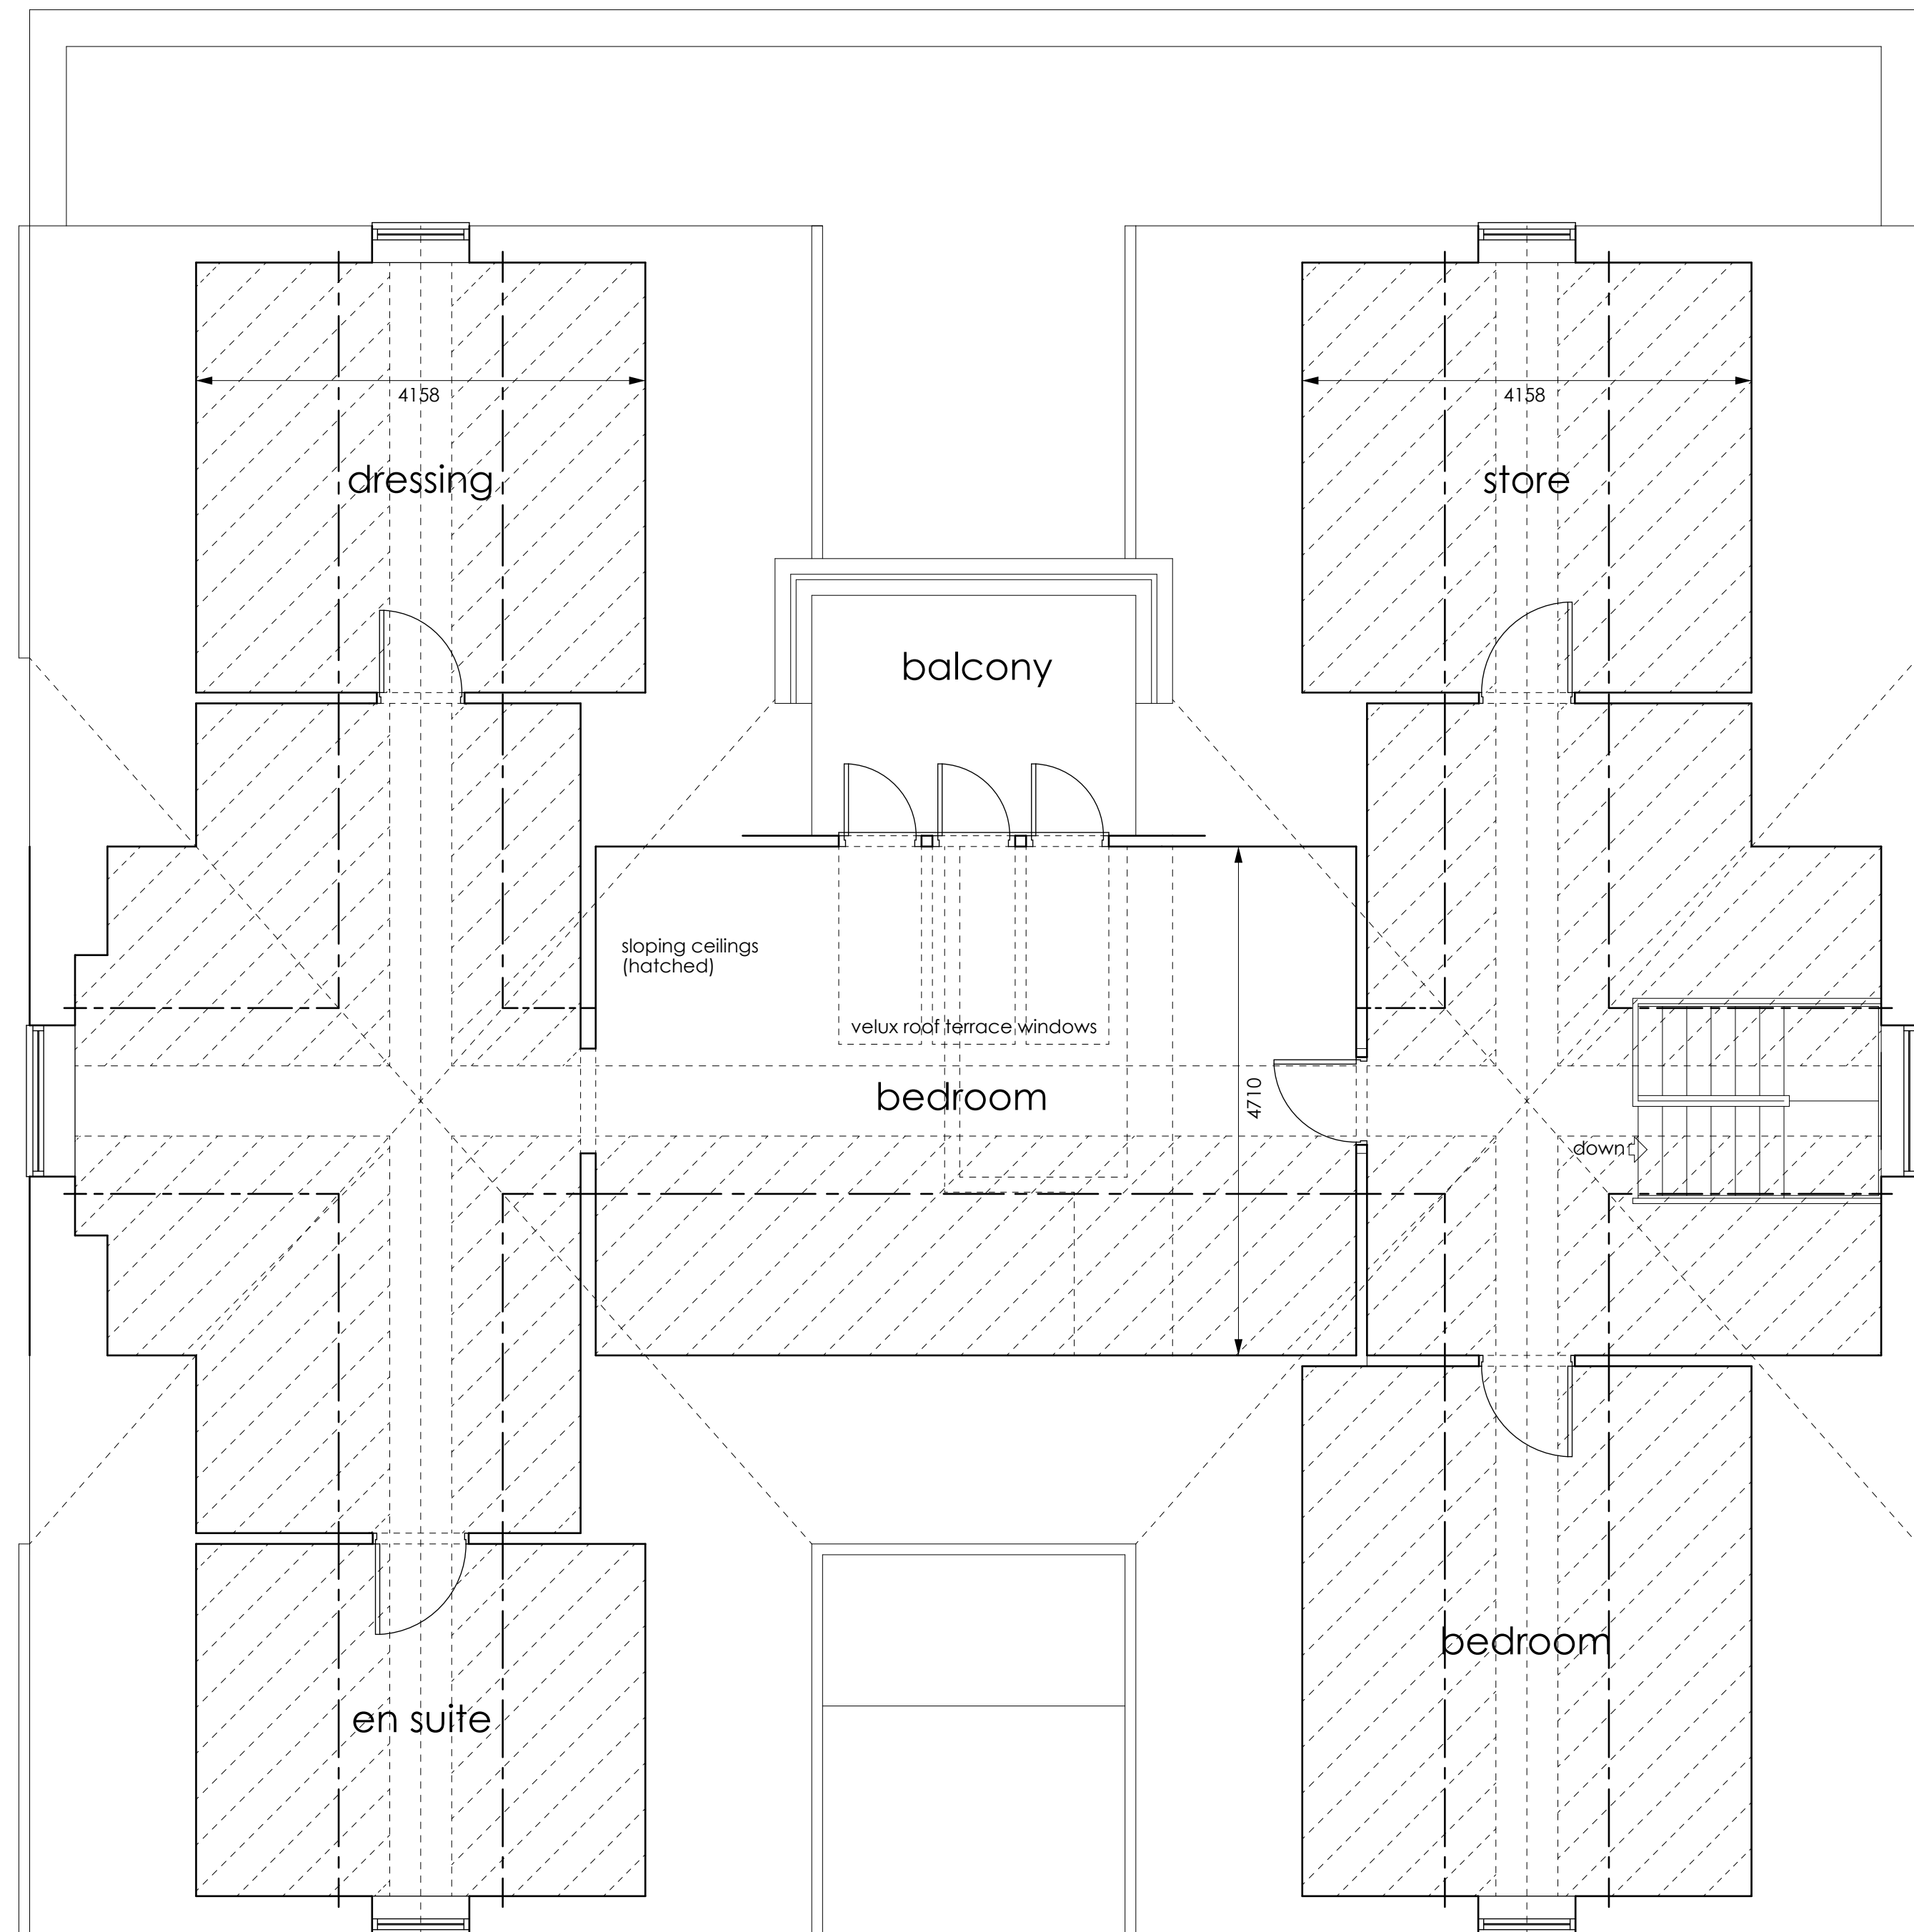 4158
4158
dressing
store
balcony
sloping ceilings
(hatched)
velux roof terrace windows
bedroom
4710
down
bedroom
en suite